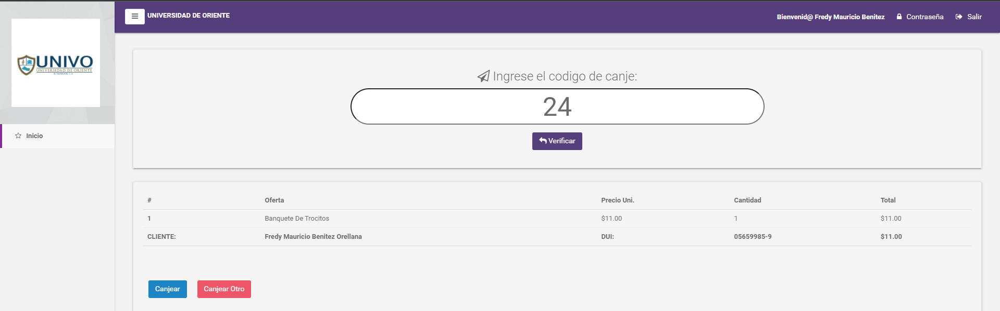 UNIVERSIDAD DE ORIENTE
Bienvenid@ Fredy Mauricio Benitez
Contraseña
Salir
UNIVO
UNIVERSIDAD DE ORIENTE
EL SALVADOR, C.A.
Inicio
Ingrese el codigo de canje:
24
Verificar
# Oferta Precio Uni. Cantidad Total
1 Banquete De Trocitos $11.00 1 $11.00
CLIENTE: Fredy Mauricio Benitez Orellana DUI: 05659985-9 $11.00
Canjear
Canjear Otro